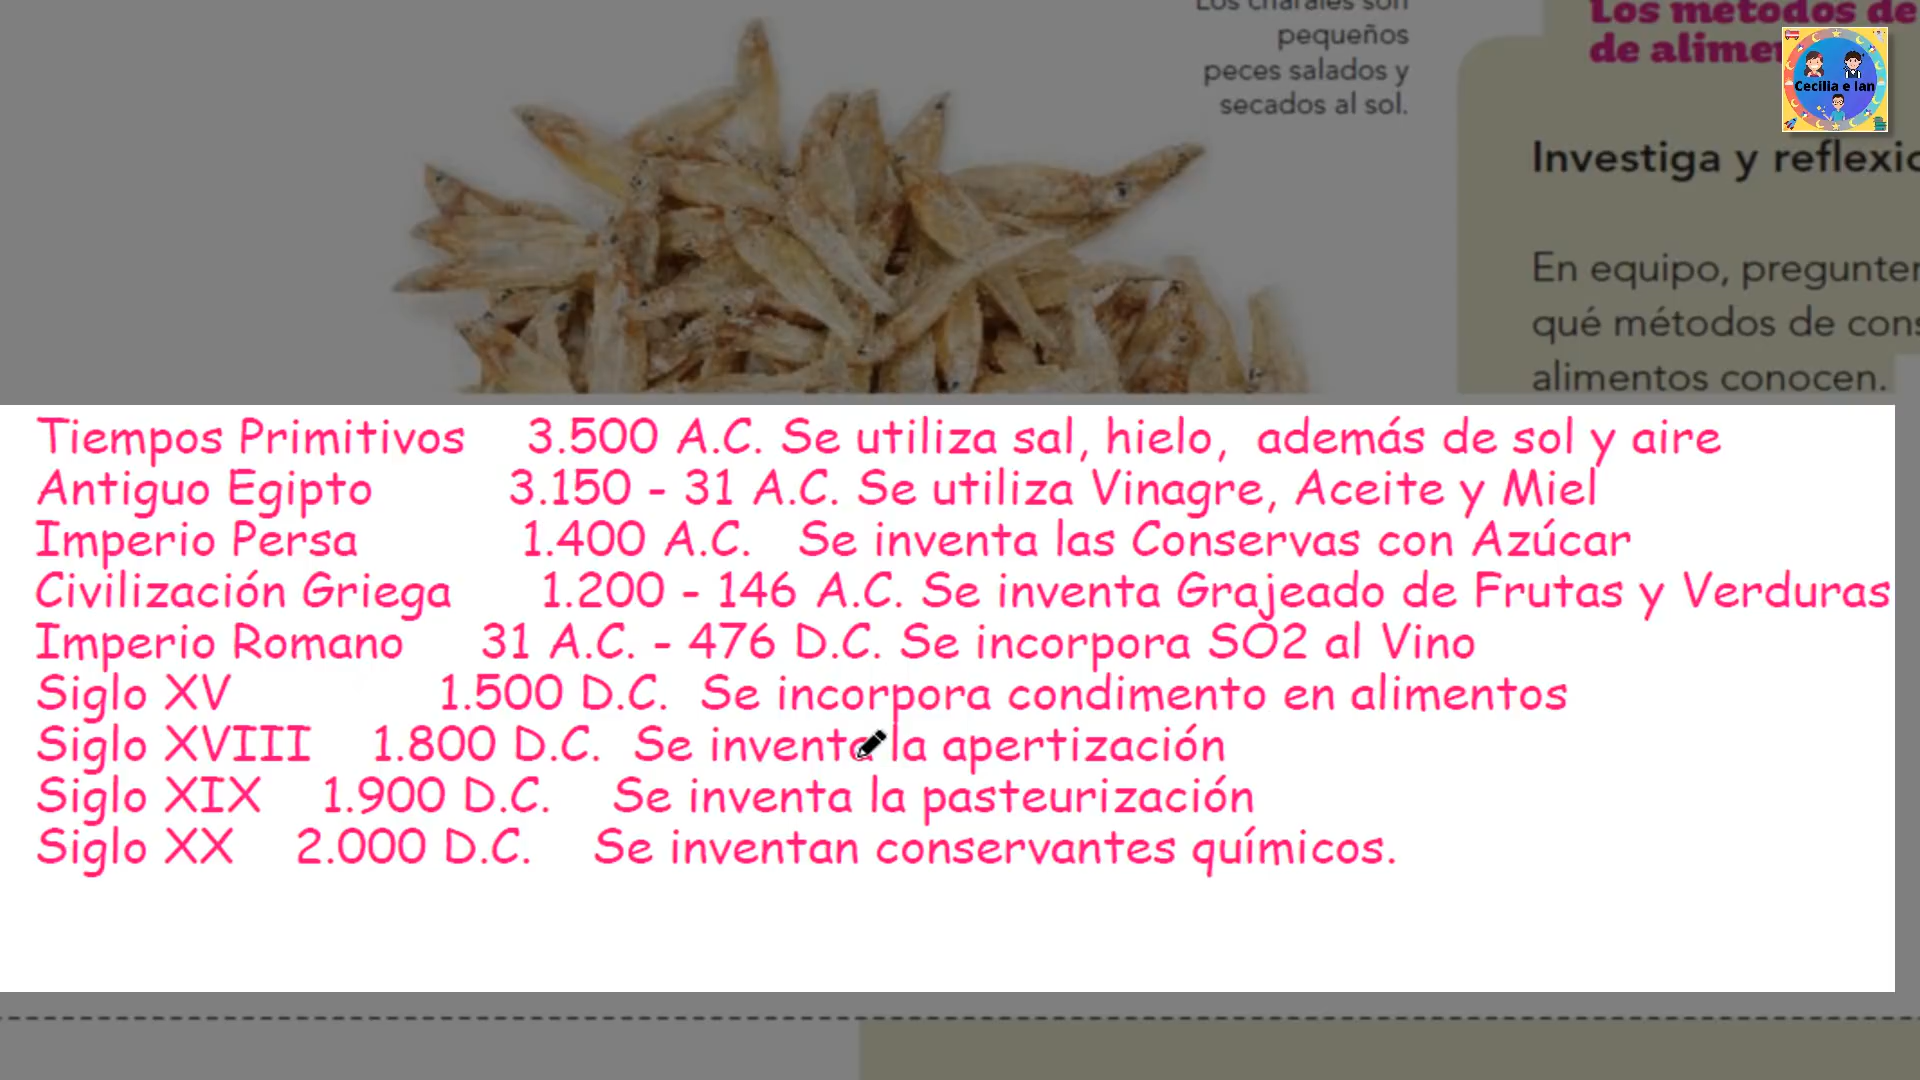 Los charales son
pequeños
peces salados y
secados al sol.
Los métodos de
de alimen
Cecilia e Ian
Investiga y reflexio
En equipo, pregunten
qué métodos de cons
alimentos conocen.
Tiempos Primitivos 3.500 A.C. Se utiliza sal, hielo, además de sol y aire
Antiguo Egipto 3.150 - 31 A.C. Se utiliza Vinagre, Aceite y Miel
Imperio Persa 1.400 A.C. Se inventa las Conservas con Azúcar
Civilización Griega 1.200 - 146 A.C. Se inventa Grajeado de Frutas y Verduras
Imperio Romano 31 A.C. - 476 D.C. Se incorpora SO2 al Vino
Siglo XV 1.500 D.C. Se incorpora condimento en alimentos
Siglo XVIII 1.800 D.C. Se inventa la apertización
Siglo XIX 1.900 D.C. Se inventa la pasteurización
Siglo XX 2.000 D.C. Se inventan conservantes químicos.